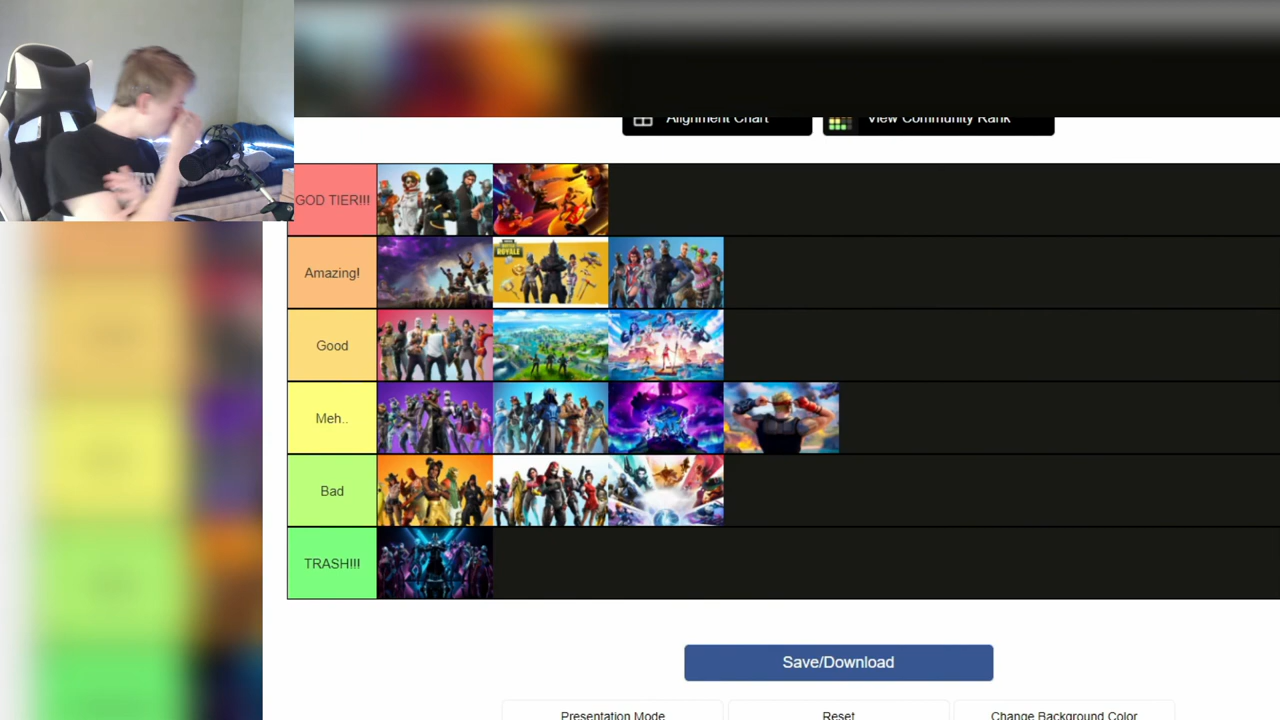 Alignment Chart
View Community Rank
GOD TIER!!!
Amazing!
ROYALE
Good
Meh..
Bad
TRASH!!!
Save/Download
Presentation Mode
Reset
Change Background Color